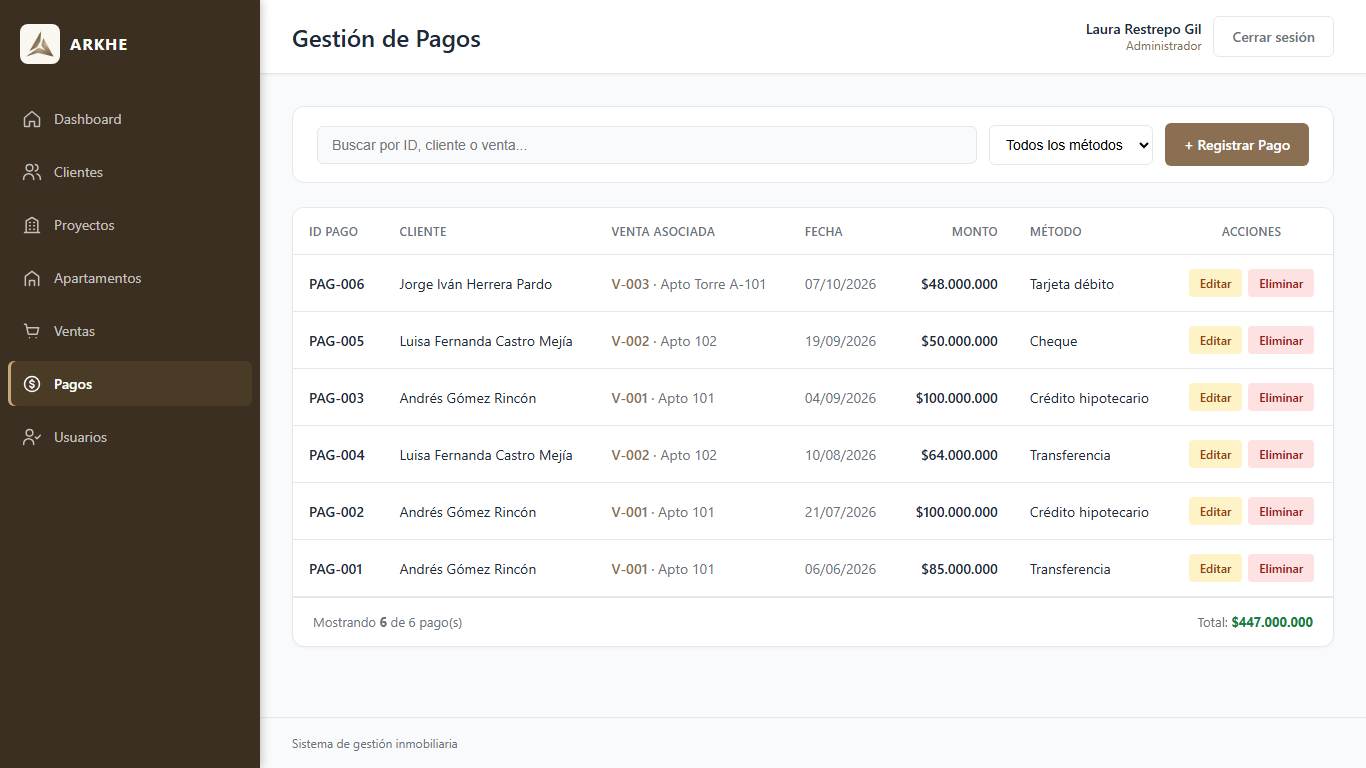 ARKHE
Dashboard
Clientes
Proyectos
Apartamentos
Ventas
Pagos
Usuarios
Gestión de Pagos
Laura Restrepo Gil
Administrador
Cerrar sesión
Buscar por ID, cliente o venta...
Todos los métodos
+ Registrar Pago
ID PAGO CLIENTE VENTA ASOCIADA FECHA MONTO MÉTODO ACCIONES
PAG-006 Jorge Iván Herrera Pardo V-003 · Apto Torre A-101 07/10/2026 $48.000.000 Tarjeta débito Editar Eliminar
PAG-005 Luisa Fernanda Castro Mejía V-002 · Apto 102 19/09/2026 $50.000.000 Cheque Editar Eliminar
PAG-003 Andrés Gómez Rincón V-001 · Apto 101 04/09/2026 $100.000.000 Crédito hipotecario Editar Eliminar
PAG-004 Luisa Fernanda Castro Mejía V-002 · Apto 102 10/08/2026 $64.000.000 Transferencia Editar Eliminar
PAG-002 Andrés Gómez Rincón V-001 · Apto 101 21/07/2026 $100.000.000 Crédito hipotecario Editar Eliminar
PAG-001 Andrés Gómez Rincón V-001 · Apto 101 06/06/2026 $85.000.000 Transferencia Editar Eliminar
Mostrando 6 de 6 pago(s) Total: $447.000.000
Sistema de gestión inmobiliaria